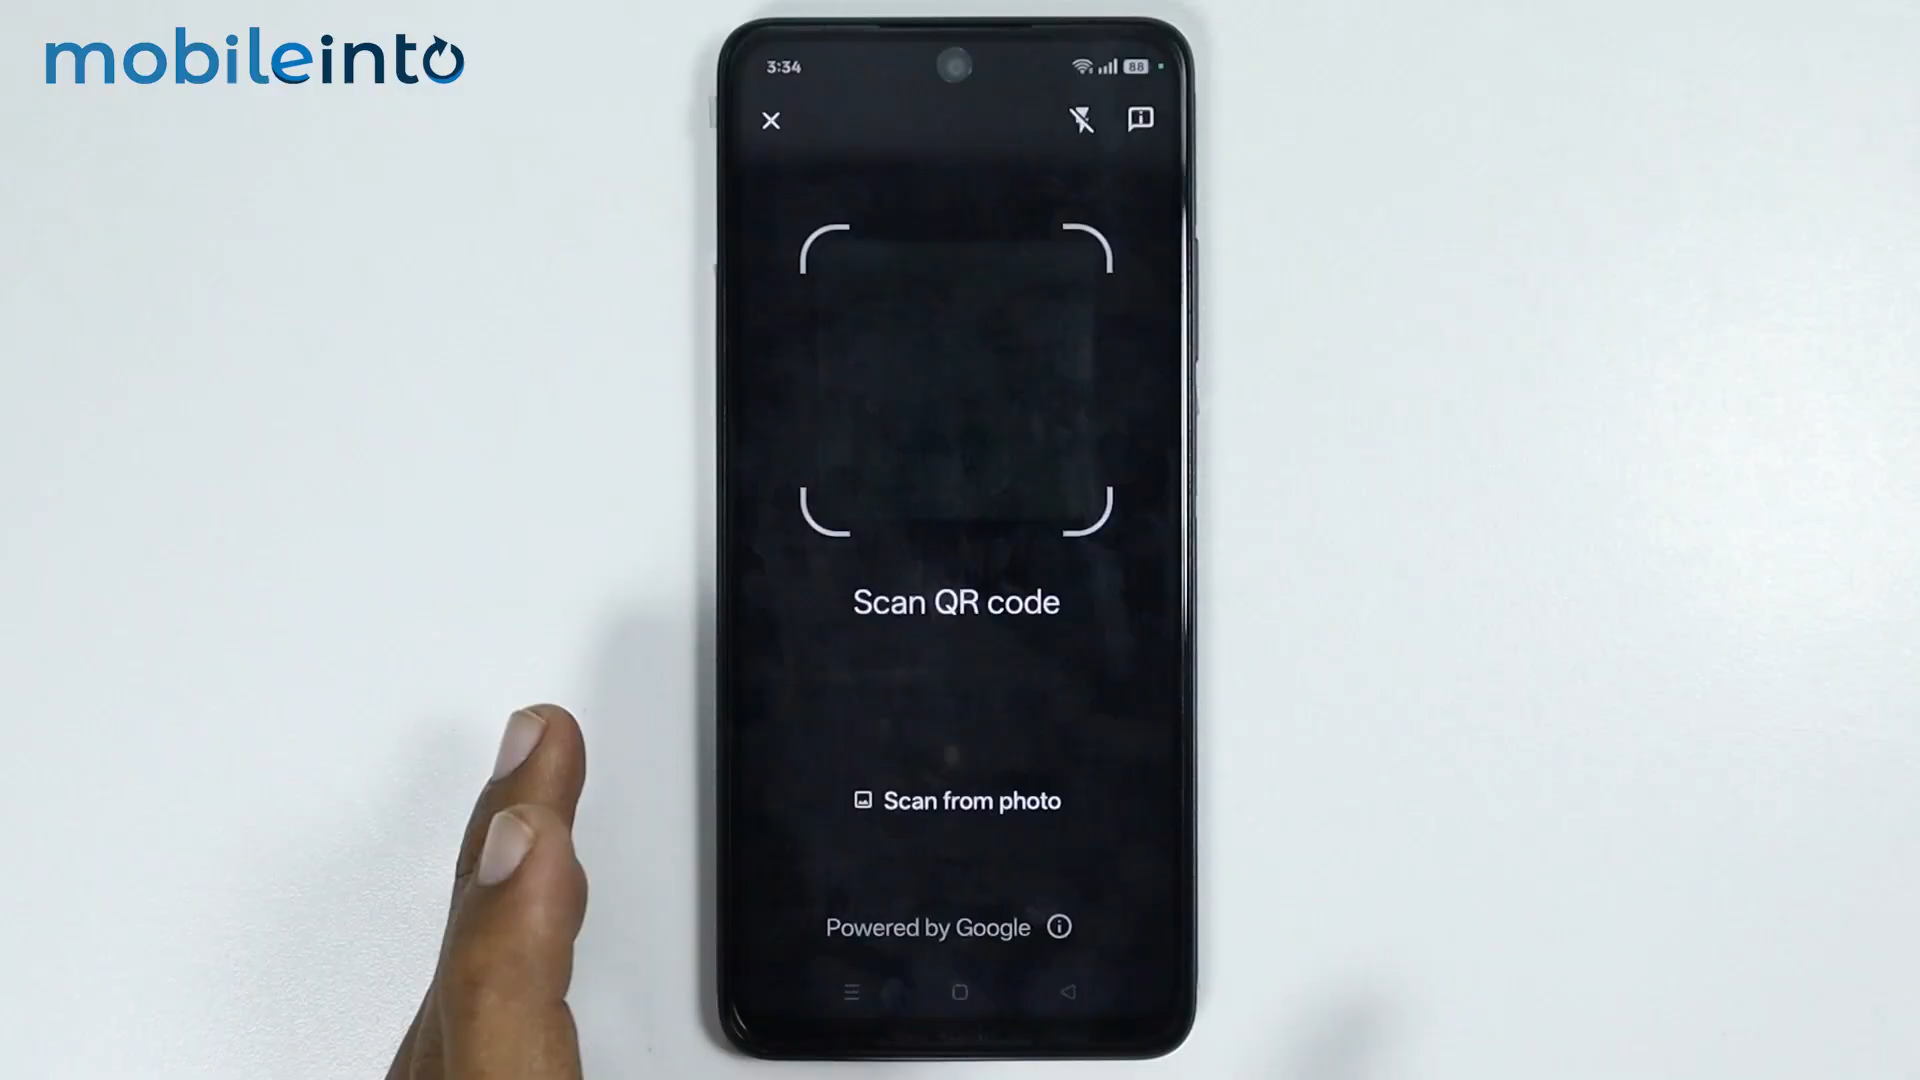 mobileinto
3:34
88
Scan QR code
Scan from photo
Powered by Google